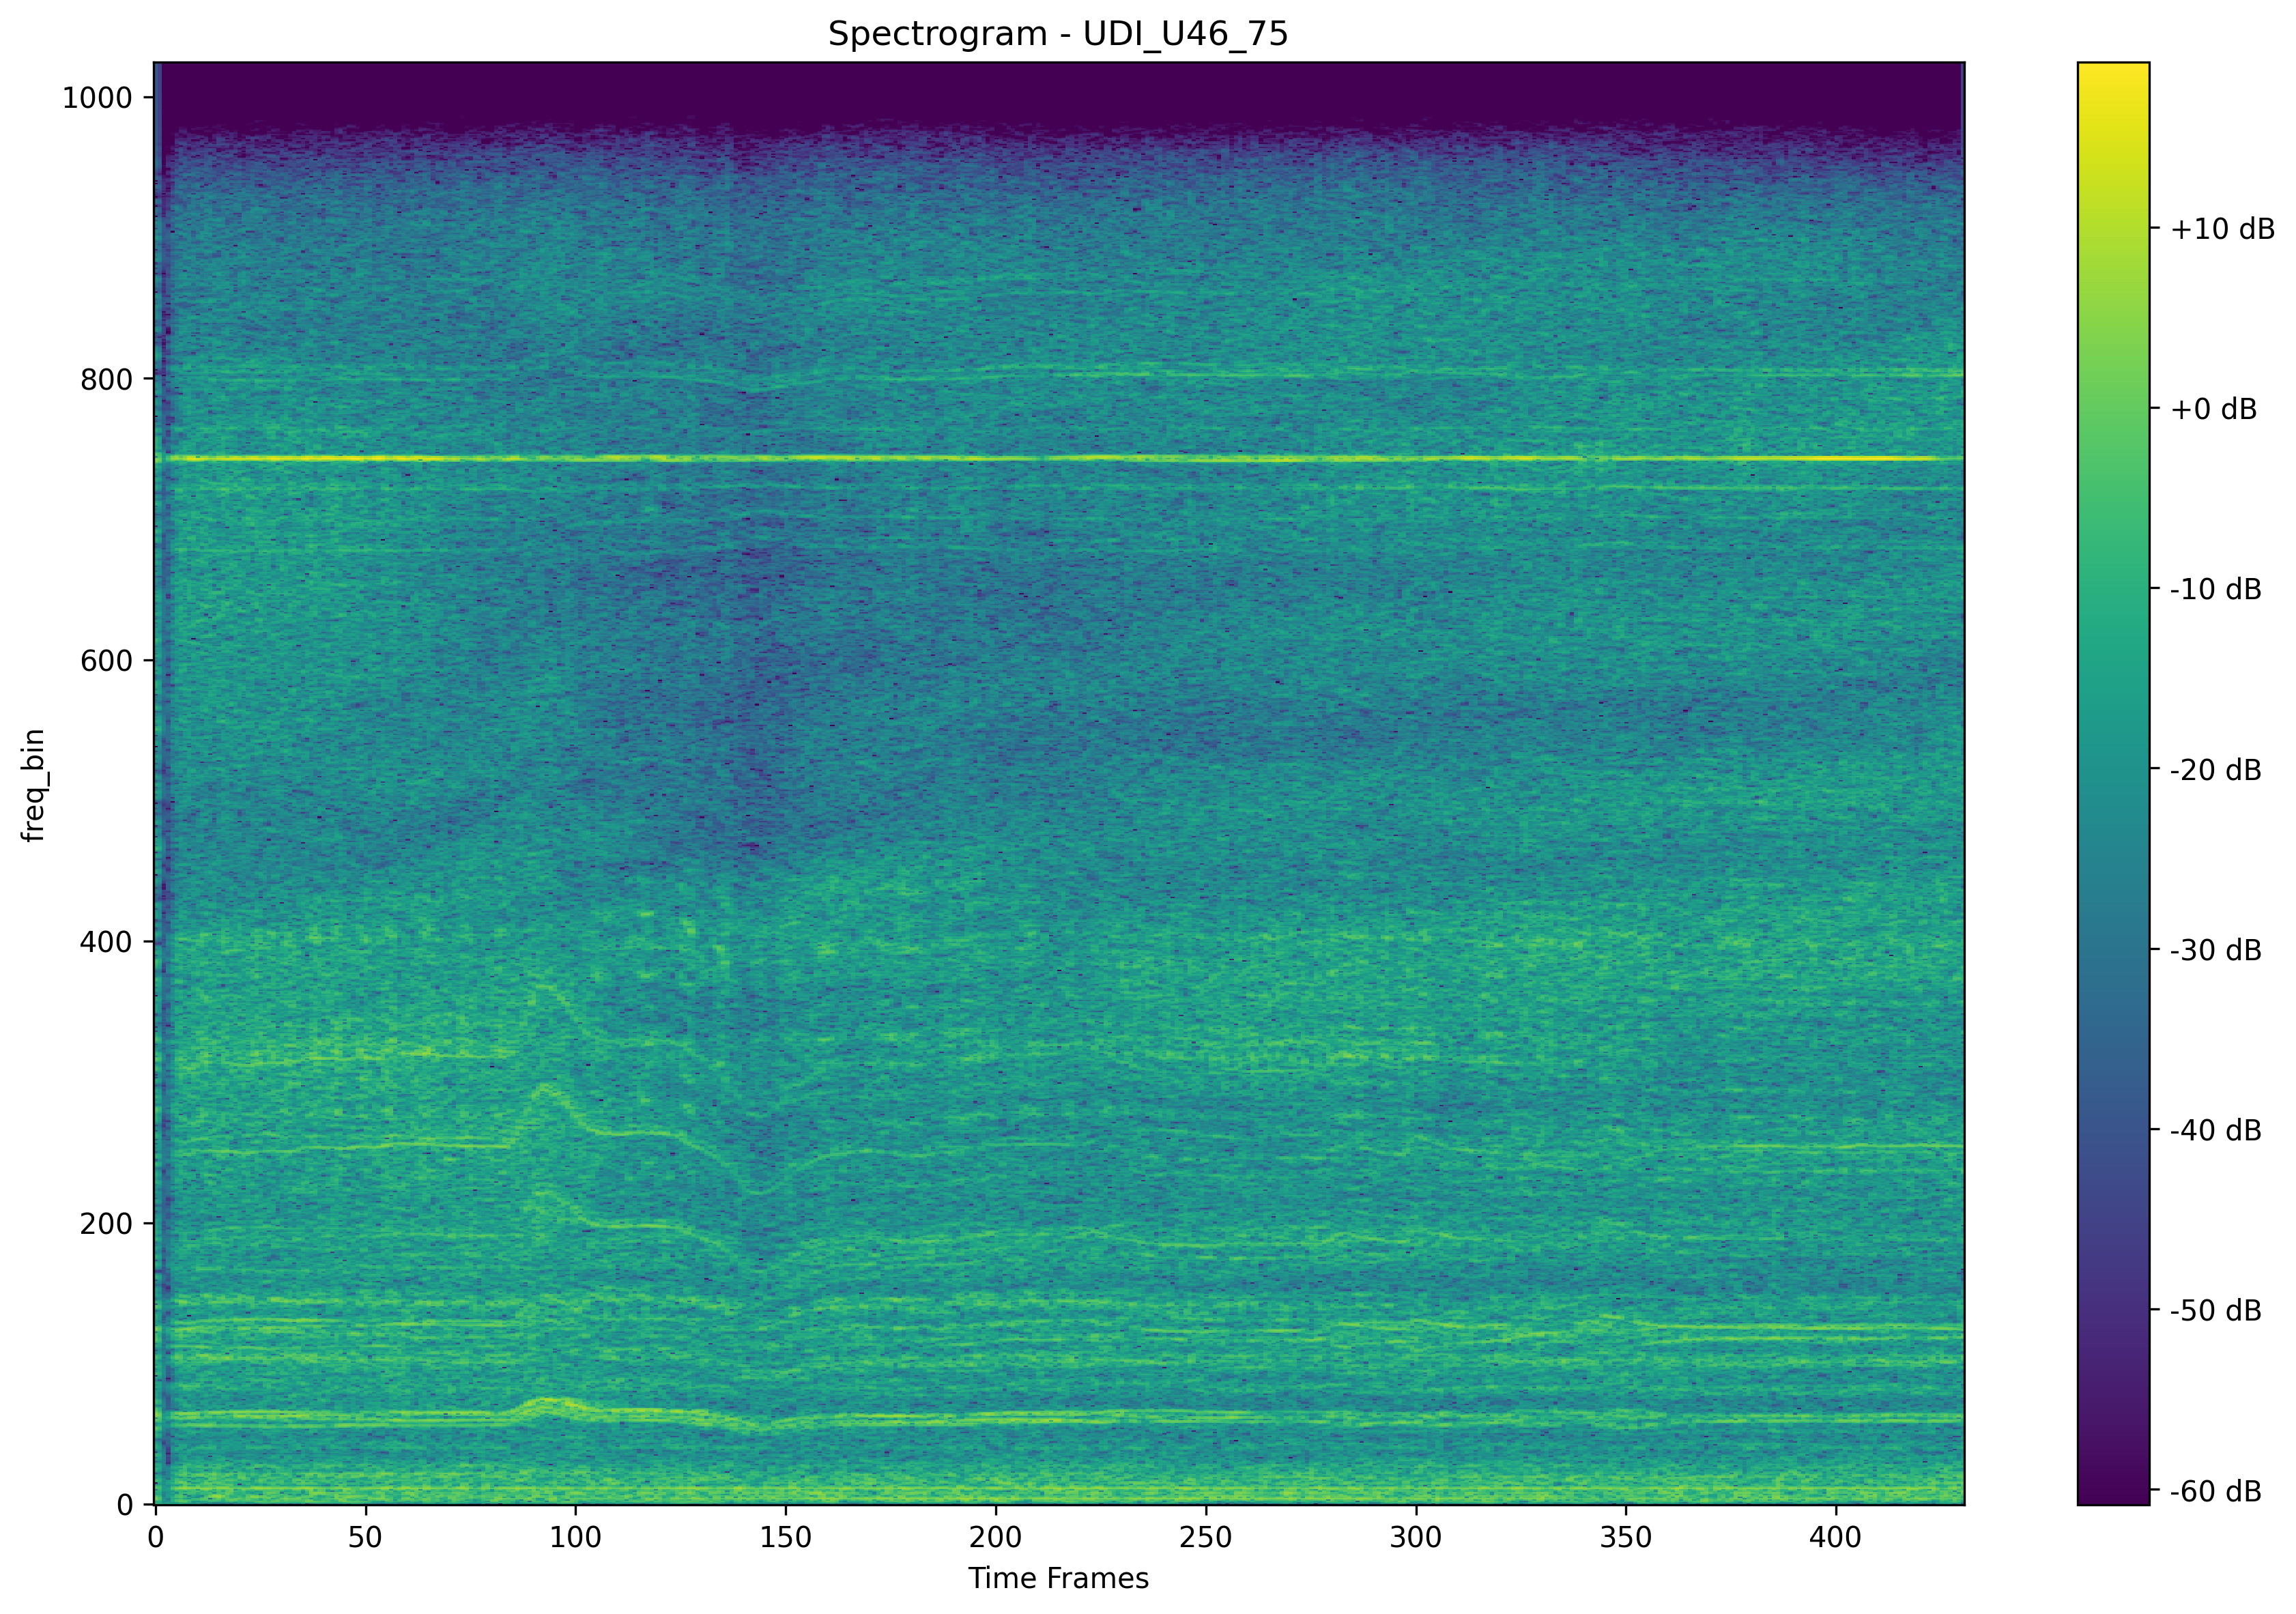 Spectrogram - UDI_U46_75
1000
800
600
400
200
0
freq_bin
0 50 100 150 200 250 300 350 400
Time Frames
+10 dB
+0 dB
-10 dB
-20 dB
-30 dB
-40 dB
-50 dB
-60 dB